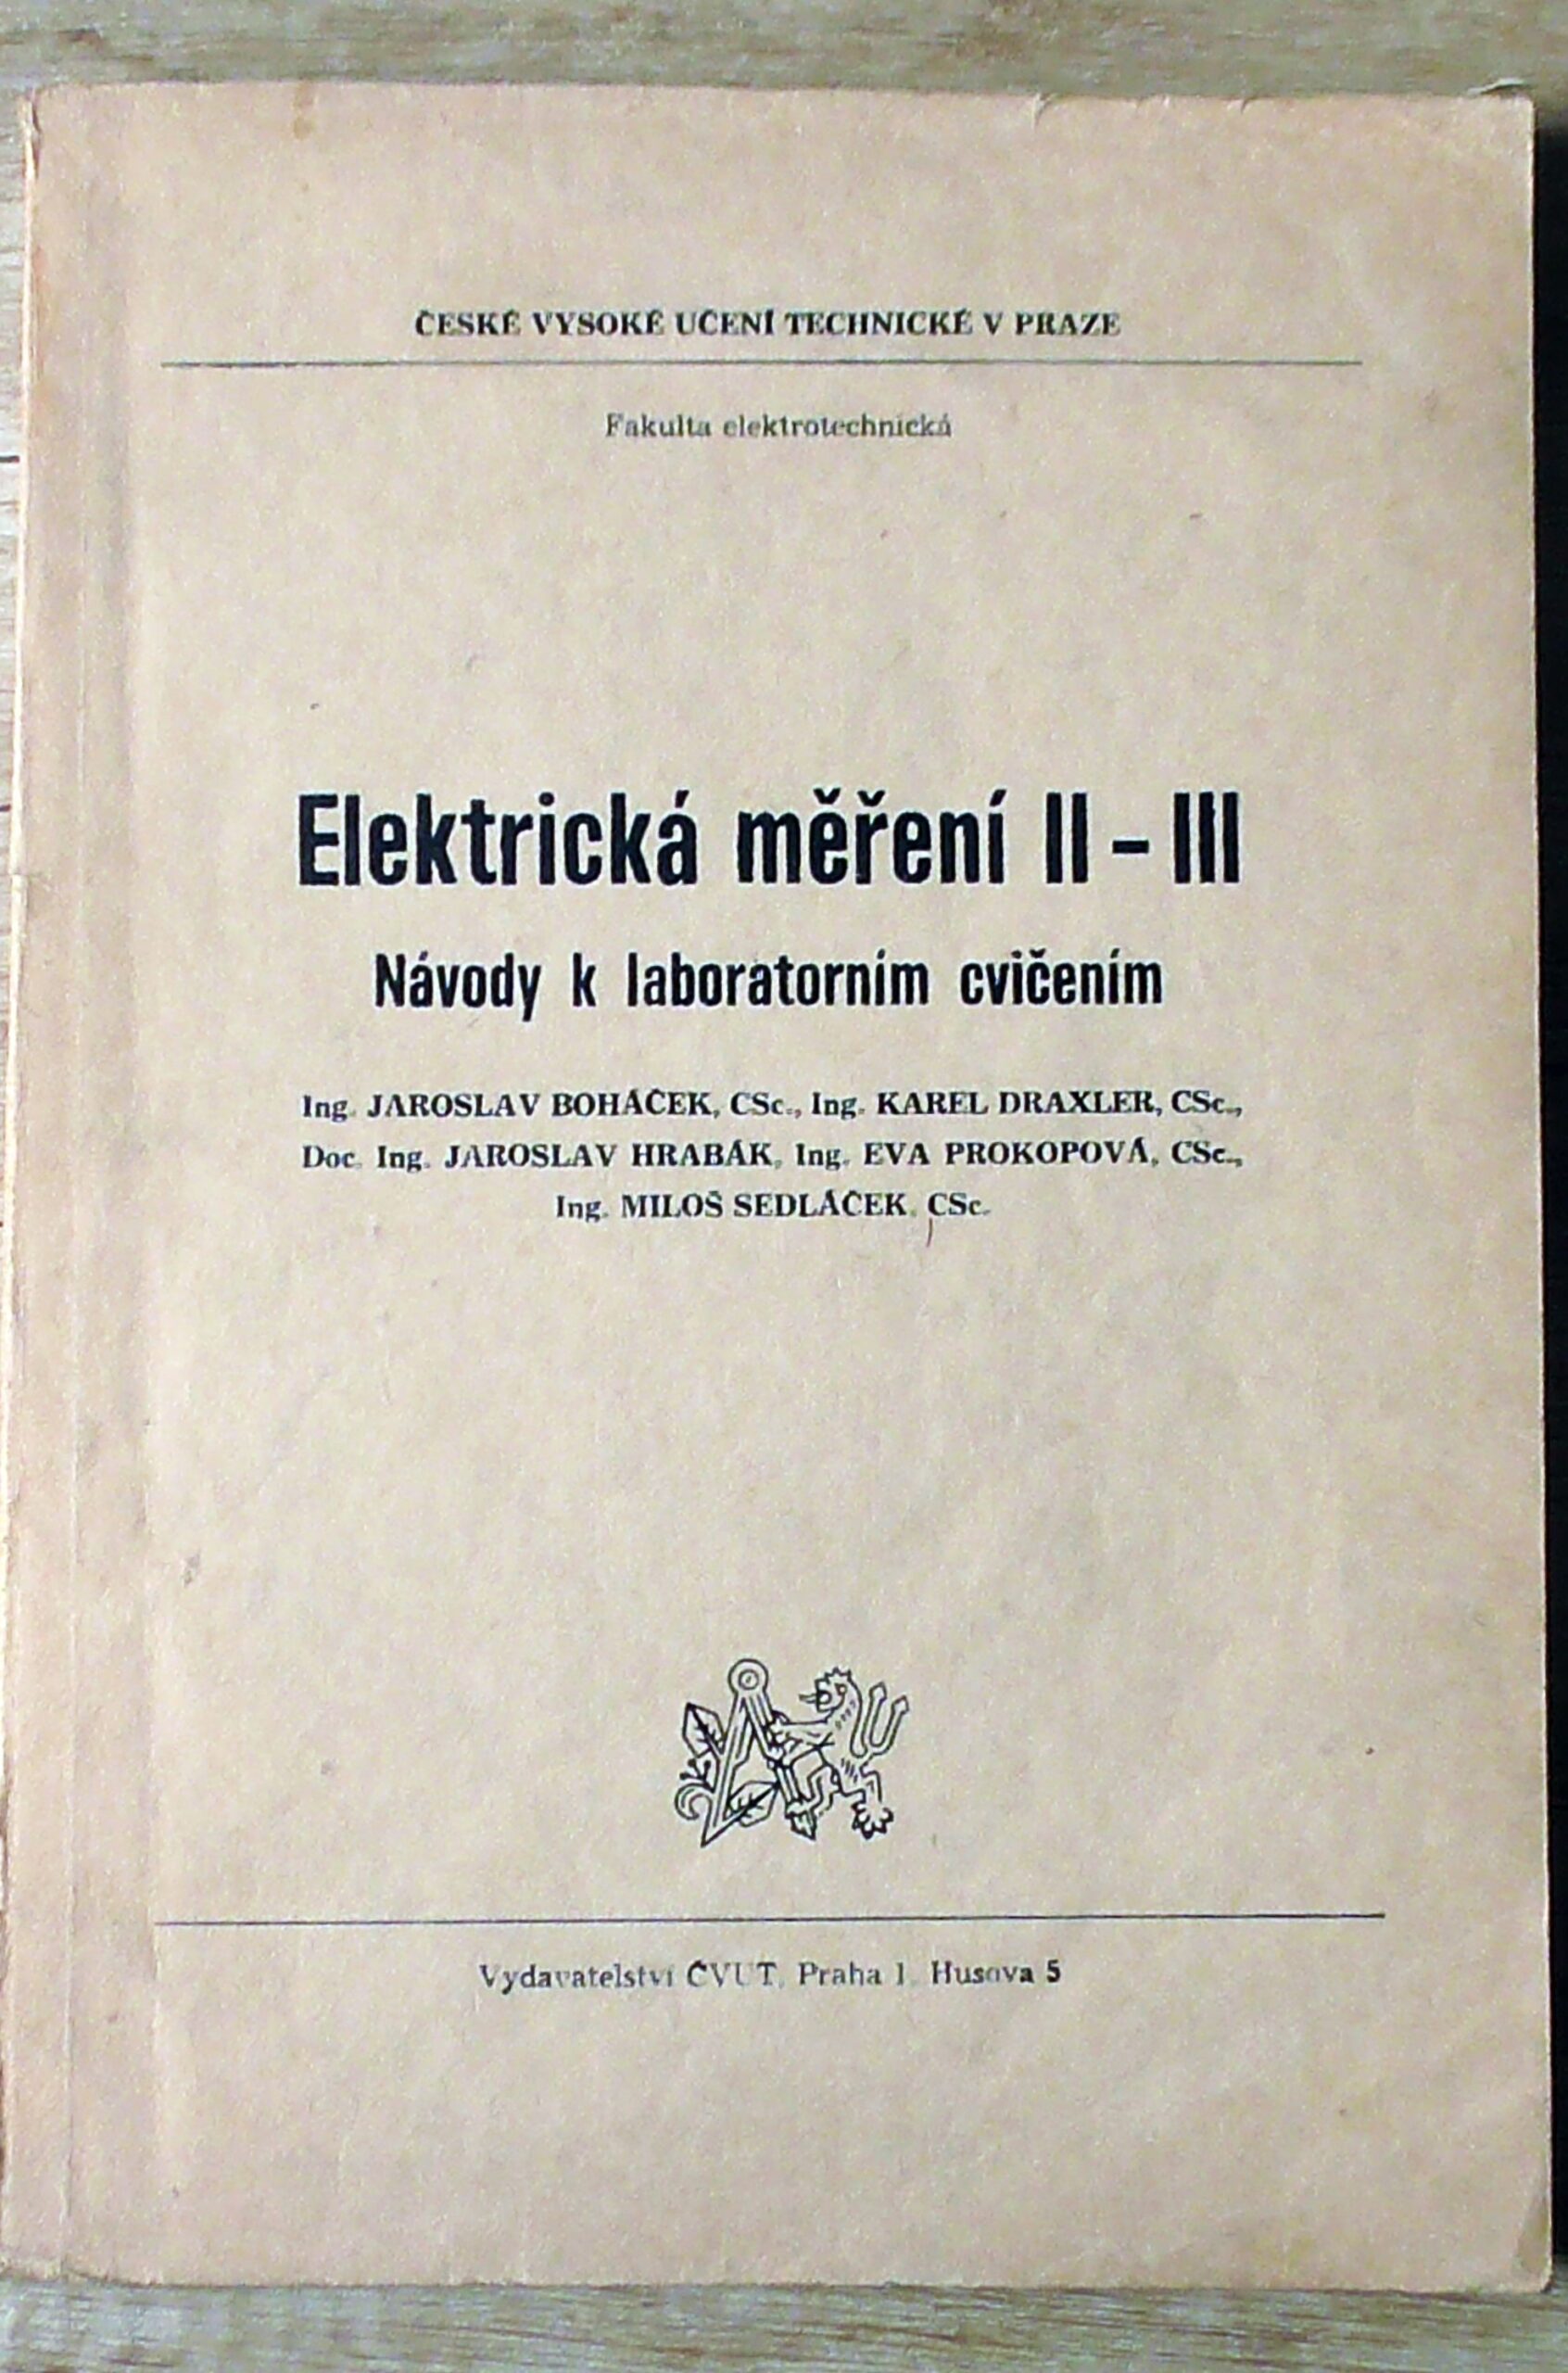 ČESKÉ VYSOKÉ UČENÍ TECHNICKÉ V PRAZE
Fakulta elektrotechnická
Elektrická měření II – III
Návody k laboratorním cvičením
Ing. JAROSLAV BOHÁČEK, CSc., Ing. KAREL DRAXLER, CSc.,
Doc. Ing. JAROSLAV HRABÁK, Ing. EVA PROKOPOVÁ, CSc.,
Ing. MILOŠ SEDLÁČEK, CSc.
Vydavatelství ČVUT, Praha 1, Husova 5